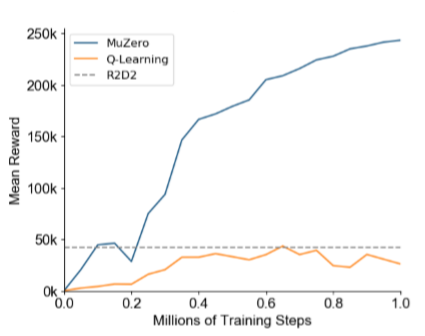 250k
MuZero
Q-Learning
R2D2
200k
150k
100k
50k
0k
Mean Reward
0.0 0.2 0.4 0.6 0.8 1.0
Millions of Training Steps